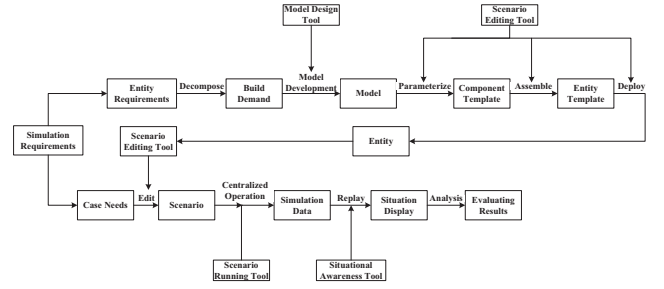 Model Design
Tool
Scenario
Editing Tool
Entity
Requirements
Decompose
Build
Demand
Model
Development
Model
Parameterize
Component
Template
Assemble
Entity
Template
Deploy
Simulation
Requirements
Scenario
Editing Tool
Entity
Case Needs
Edit
Scenario
Centralized
Operation
Simulation
Data
Replay
Situation
Display
Analysis
Evaluating
Results
Scenario
Running Tool
Situational
Awareness Tool